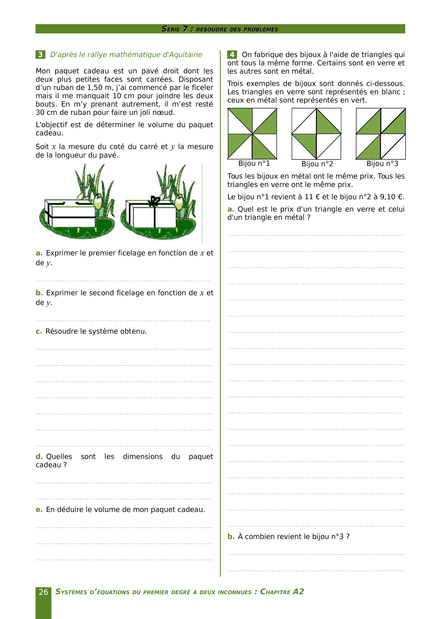 SÉRIE 7 : RÉSOUDRE DES PROBLÈMES
3 D'après le rallye mathématique d'Aquitaine
Mon paquet cadeau est un pavé droit dont les
deux plus petites faces sont carrées. Disposant
d'un ruban de 1,50 m, j'ai commencé par le ficeler
mais il me manquait 10 cm pour joindre les deux
bouts. En m'y prenant autrement, il m'est resté
30 cm de ruban pour faire un joli nœud.
L'objectif est de déterminer le volume du paquet
cadeau.
Soit x la mesure du coté du carré et y la mesure
de la longueur du pavé.
a. Exprimer le premier ficelage en fonction de x et
de y.
b. Exprimer le second ficelage en fonction de x et
de y.
c. Résoudre le système obtenu.
d. Quelles sont les dimensions du paquet
cadeau ?
e. En déduire le volume de mon paquet cadeau.
4 On fabrique des bijoux à l'aide de triangles qui
ont tous la même forme. Certains sont en verre et
les autres sont en métal.
Trois exemples de bijoux sont donnés ci-dessous.
Les triangles en verre sont représentés en blanc ;
ceux en métal sont représentés en vert.
Bijou n°1 Bijou n°2 Bijou n°3
Tous les bijoux en métal ont le même prix. Tous les
triangles en verre ont le même prix.
Le bijou n°1 revient à 11 € et le bijou n°2 à 9,10 €.
a. Quel est le prix d'un triangle en verre et celui
d'un triangle en métal ?
b. À combien revient le bijou n°3 ?
26 SYSTÈMES D'ÉQUATIONS DU PREMIER DEGRÉ À DEUX INCONNUES : CHAPITRE A2